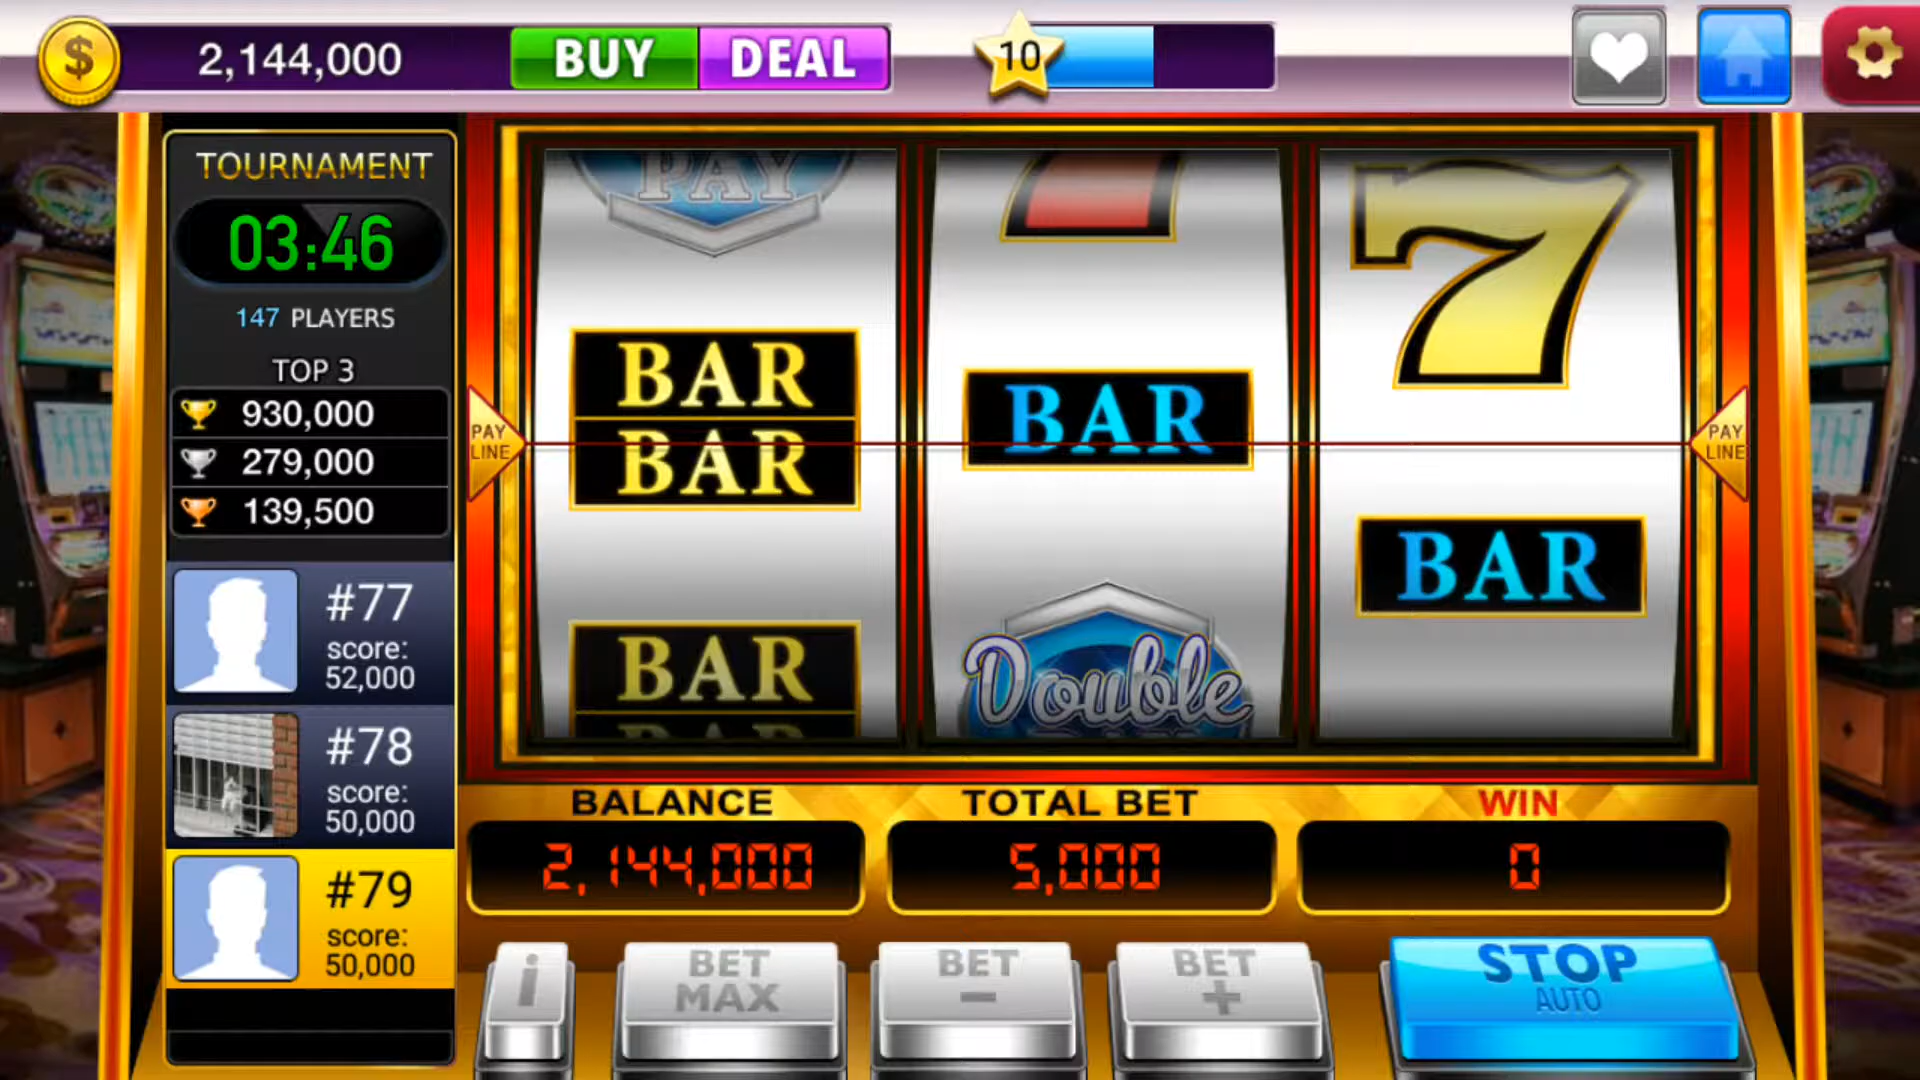 2,144,000
BUY
DEAL
10
TOURNAMENT
03:46
147 PLAYERS
TOP 3
930,000
279,000
139,500
#77
score:
52,000
#78
score:
50,000
#79
score:
50,000
PAY
BAR
BAR
BAR
BAR
Double
BAR
7
BAR
PAY
LINE
PAY
LINE
BALANCE
2,144,000
TOTAL BET
5,000
WIN
0
i
BET
MAX
BET
-
BET
+
STOP
AUTO